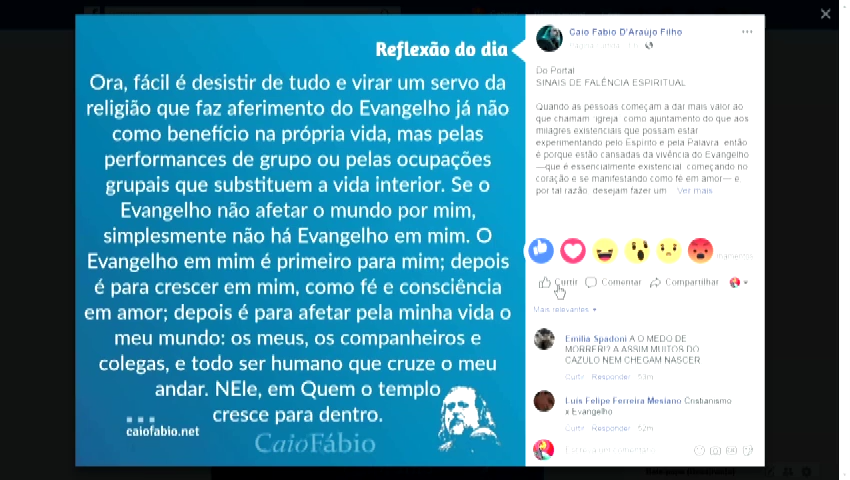 Reflexão do dia
Ora, fácil é desistir de tudo e virar um servo da
religião que faz aferimento do Evangelho já não
como benefício na própria vida, mas pelas
performances de grupo ou pelas ocupações
grupais que substituem a vida interior. Se o
Evangelho não afetar o mundo por mim,
simplesmente não há Evangelho em mim. O
Evangelho em mim é primeiro para mim; depois
é para crescer em mim, como fé e consciência
em amor; depois é para afetar pela minha vida o
meu mundo: os meus, os companheiros e
colegas, e todo ser humano que cruze o meu
andar. NEle, em Quem o templo
cresce para dentro.
caiofabio.net
CaioFábio
Caio Fábio D'Araújo Filho
Do Portal
SINAIS DE FALÊNCIA ESPIRITUAL
Quando as pessoas começam a dar mais valor ao
que chamam igreja como ajuntamento do que aos
milagres existenciais que possam estar
experimentando pelo Espírito e pela Palavra então
é porque estão cansadas da vivência do Evangelho
—que é essencialmente existencial começando no
coração e se manifestando como fé em amor— e,
por tal razão desejam fazer um Ver mais
Curtir Comentar Compartilhar
Mais relevantes
Emilia Spadoni A O MEDO DE
MORRER!? A ASSIM MUITOS DO
CAZULO NEM CHEGAM NASCER
Curtir Responder 53m
Luis Felipe Ferreira Mesiano Cristianismo
x Evangelho
Curtir Responder 52m